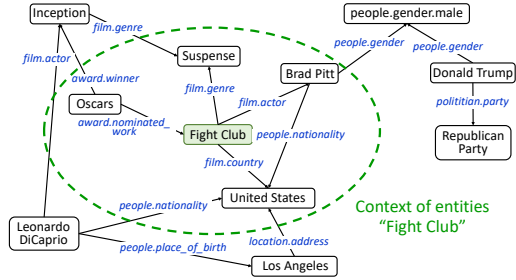 Inception
people.gender.male
film.genre
people.gender
people.gender
film.actor
Suspense
award.winner
Brad Pitt
Donald Trump
film.genre
film.actor
Oscars
polititian.party
award.nominated_
work
Fight Club
people.nationality
Republican
Party
film.country
people.nationality
United States
Context of entities
“Fight Club”
Leonardo
DiCaprio
people.place_of_birth
location.address
Los Angeles